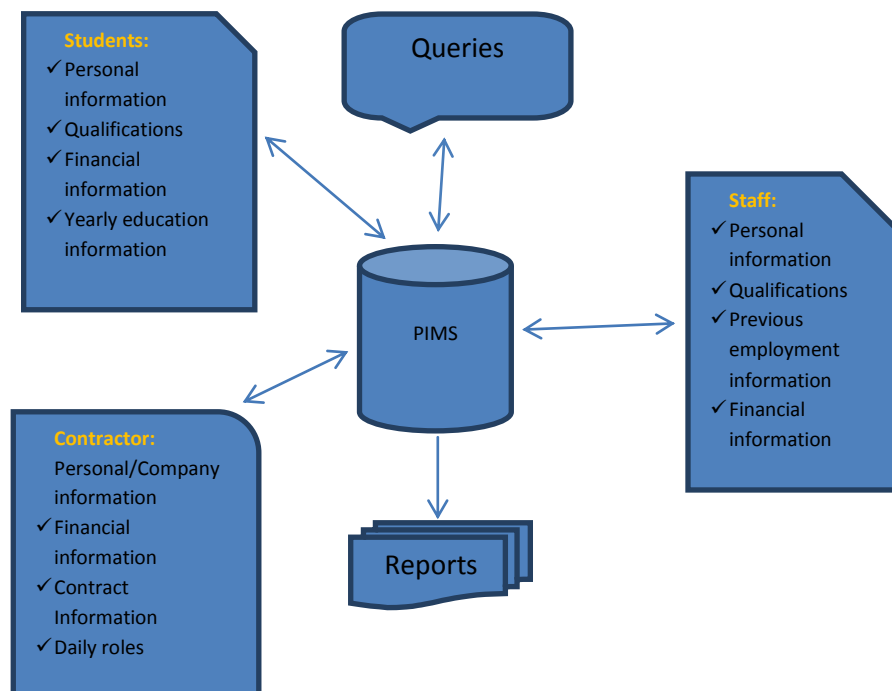 Students:
✓ Personal
information
✓ Qualifications
✓ Financial
information
✓ Yearly education
information
Queries
Staff:
✓ Personal
information
✓ Qualifications
✓ Previous
employment
information
✓ Financial
information
PIMS
Contractor:
Personal/Company
information
✓ Financial
information
✓ Contract
Information
✓ Daily roles
Reports